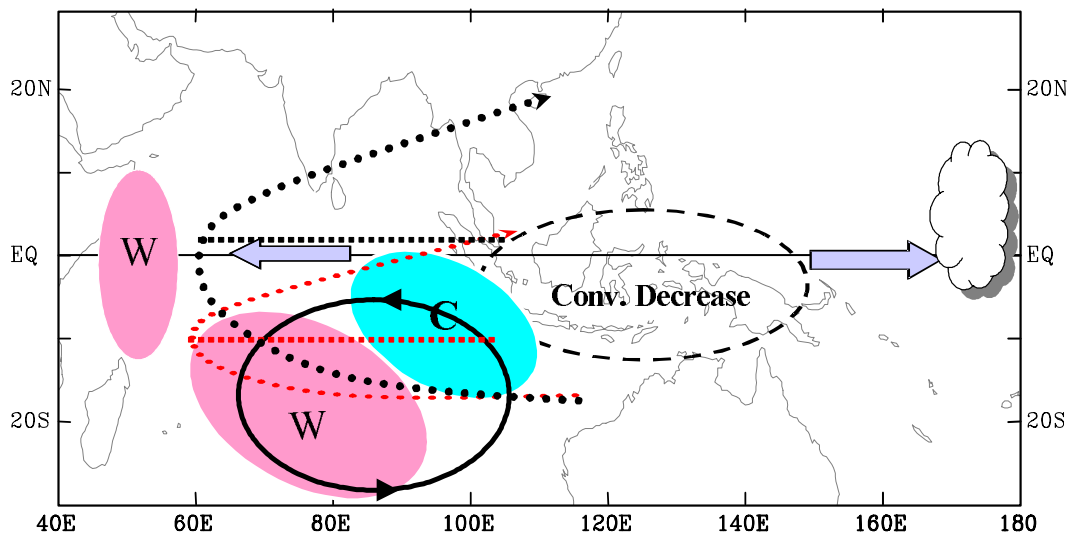 20N 20N
W EQ EQ
C Conv. Decrease
W
20S 20S
40E 60E 80E 100E 120E 140E 160E 180